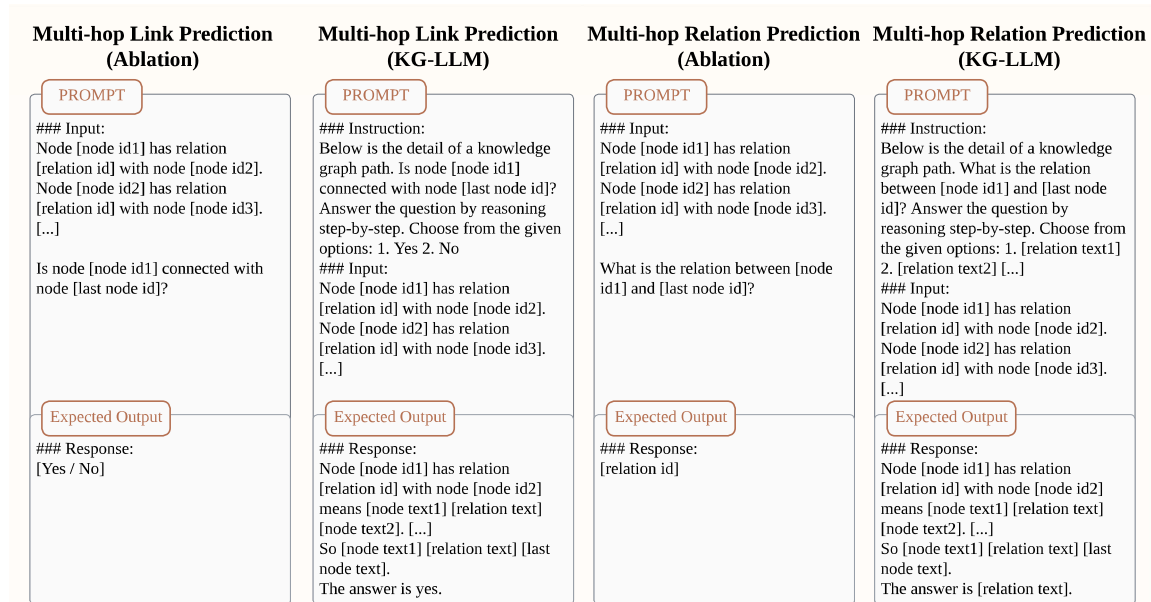 Multi-hop Link Prediction
(Ablation)
PROMPT
### Input:
Node [node id1] has relation
[relation id] with node [node id2].
Node [node id2] has relation
[relation id] with node [node id3].
[...]
Is node [node id1] connected with
node [last node id]?
Expected Output
### Response:
[Yes / No]
Multi-hop Link Prediction
(KG-LLM)
PROMPT
### Instruction:
Below is the detail of a knowledge
graph path. Is node [node id1]
connected with node [last node id]?
Answer the question by reasoning
step-by-step. Choose from the given
options: 1. Yes 2. No
### Input:
Node [node id1] has relation
[relation id] with node [node id2].
Node [node id2] has relation
[relation id] with node [node id3].
[...]
Expected Output
### Response:
Node [node id1] has relation
[relation id] with node [node id2]
means [node text1] [relation text]
[node text2]. [...]
So [node text1] [relation text] [last
node text].
The answer is yes.
Multi-hop Relation Prediction
(Ablation)
PROMPT
### Input:
Node [node id1] has relation
[relation id] with node [node id2].
Node [node id2] has relation
[relation id] with node [node id3].
[...]
What is the relation between [node
id1] and [last node id]?
Expected Output
### Response:
[relation id]
Multi-hop Relation Prediction
(KG-LLM)
PROMPT
### Instruction:
Below is the detail of a knowledge
graph path. What is the relation
between [node id1] and [last node
id]? Answer the question by
reasoning step-by-step. Choose from
the given options: 1. [relation text1]
2. [relation text2] [...]
### Input:
Node [node id1] has relation
[relation id] with node [node id2].
Node [node id2] has relation
[relation id] with node [node id3].
[...]
Expected Output
### Response:
Node [node id1] has relation
[relation id] with node [node id2]
means [node text1] [relation text]
[node text2]. [...]
So [node text1] [relation text] [last
node text].
The answer is [relation text].